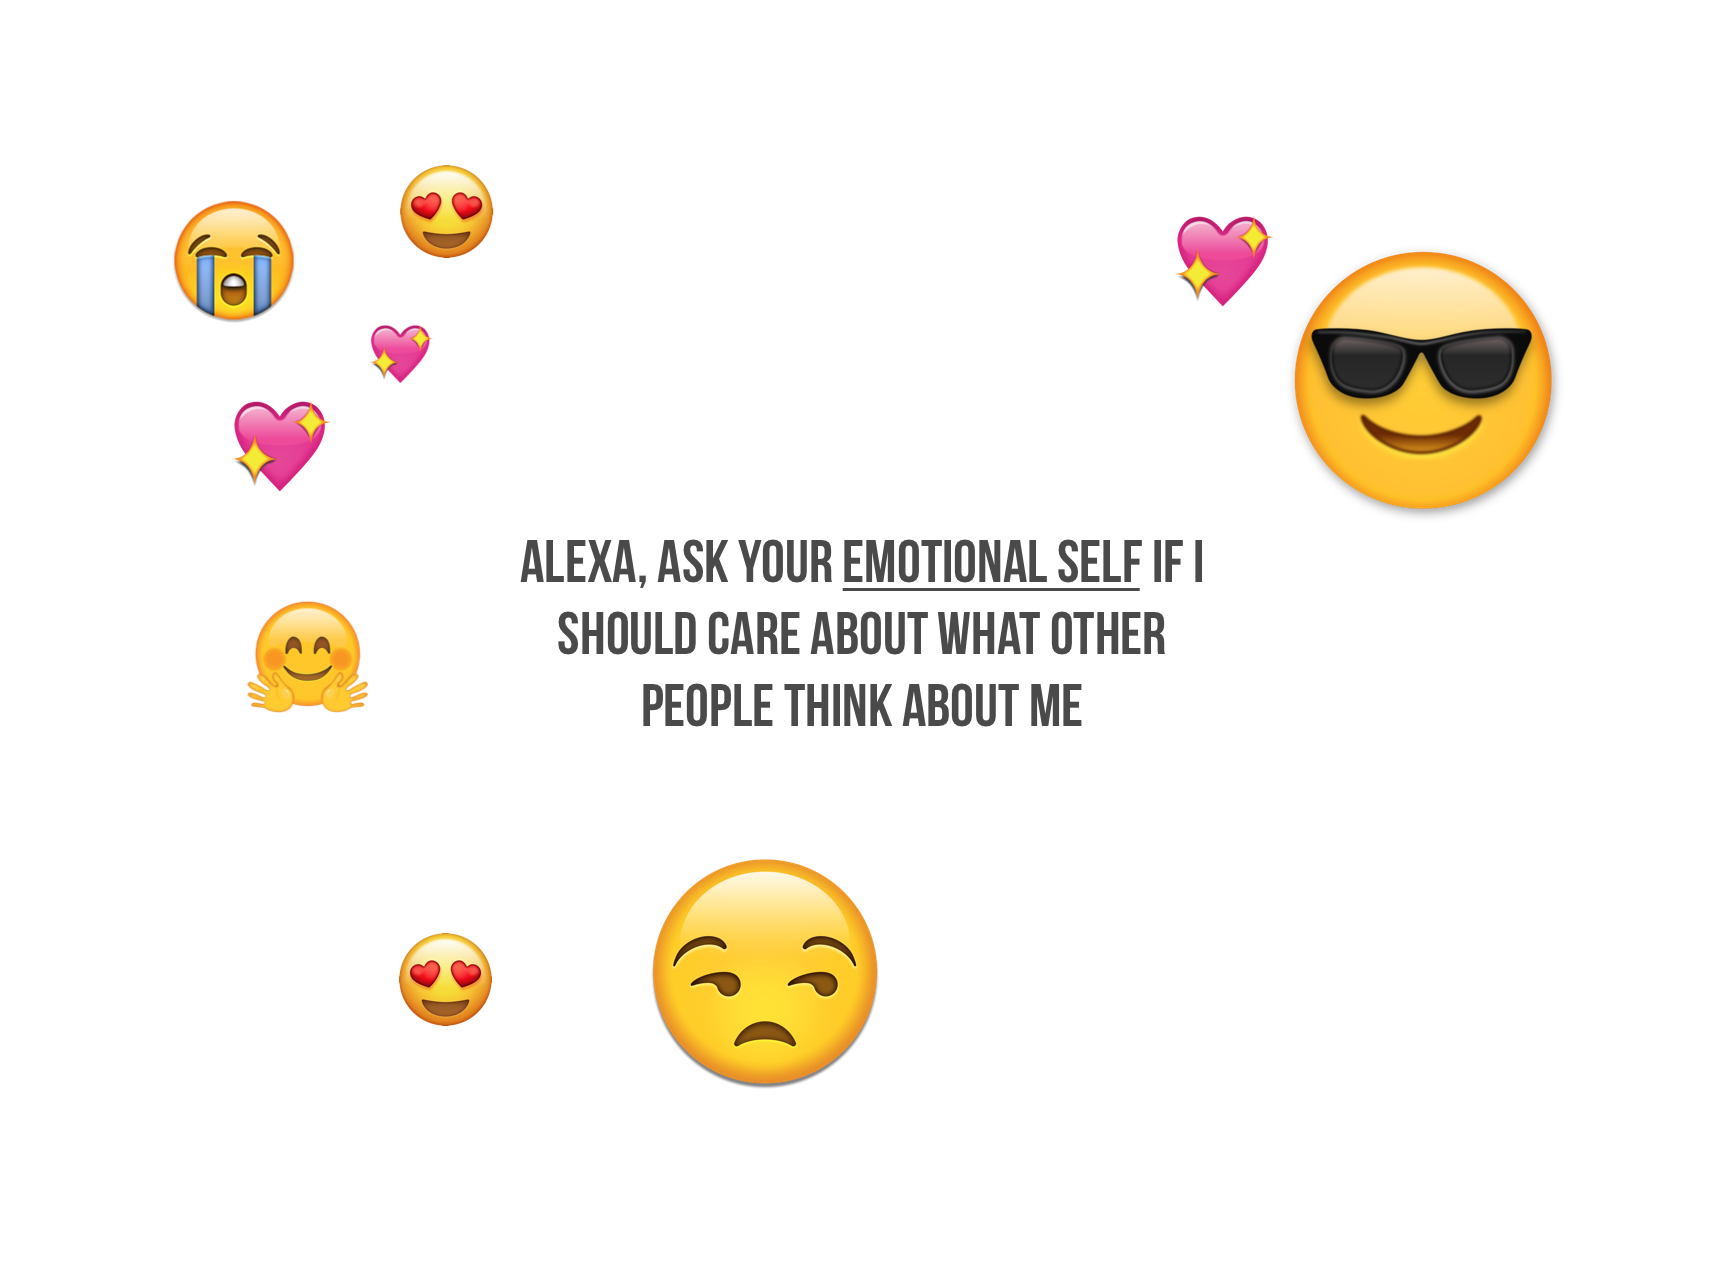 ALEXA, ASK YOUR EMOTIONAL SELF IF I
SHOULD CARE ABOUT WHAT OTHER
PEOPLE THINK ABOUT ME